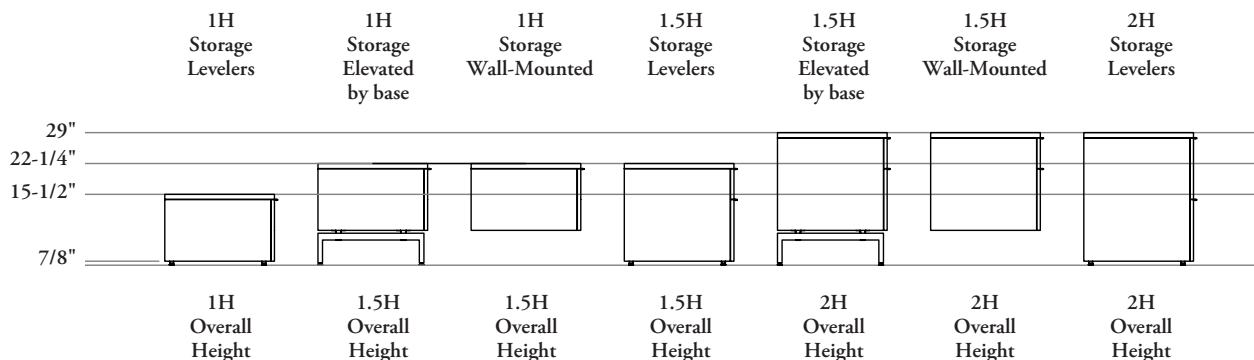 1H
Storage
Levelers
1H
Storage
Elevated
by base
1H
Storage
Wall-Mounted
1.5H
Storage
Levelers
1.5H
Storage
Elevated
by base
1.5H
Storage
Wall-Mounted
2H
Storage
Levelers
29"
22-1/4"
15-1/2"
7/8"
1H
Overall
Height
1.5H
Overall
Height
1.5H
Overall
Height
1.5H
Overall
Height
2H
Overall
Height
2H
Overall
Height
2H
Overall
Height